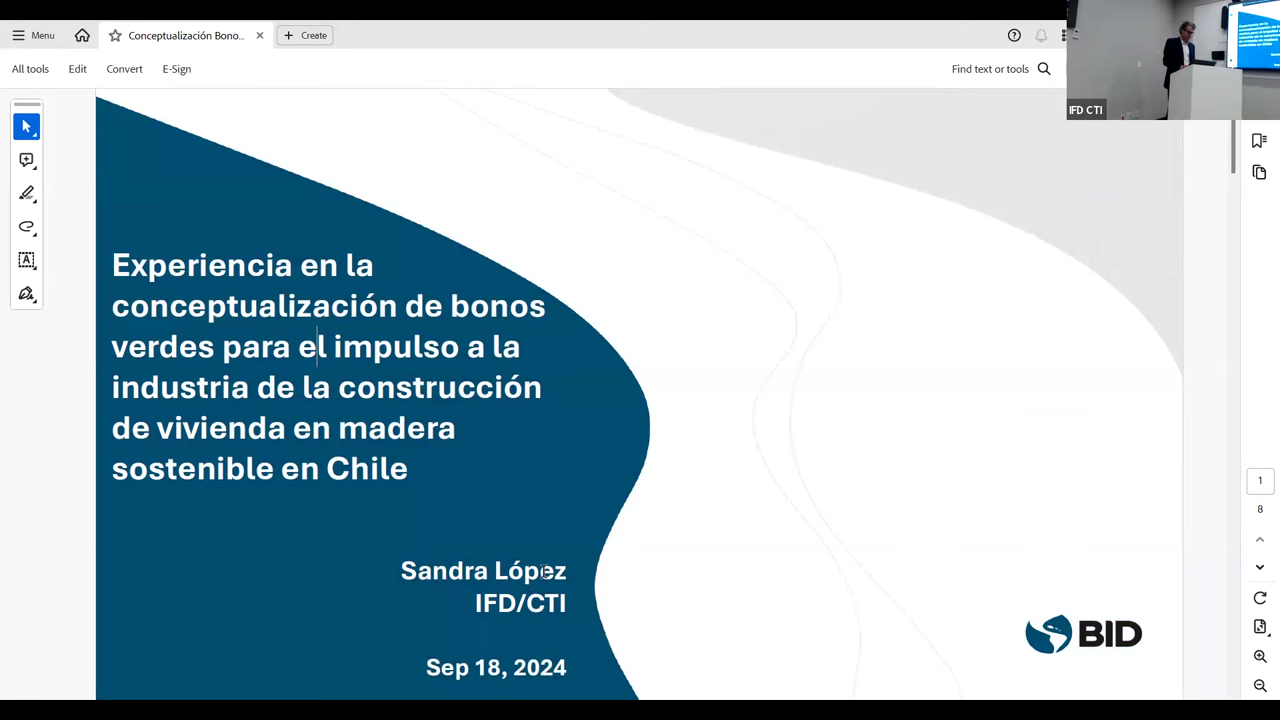 Menu
Conceptualización Bono...
Create
All tools
Edit
Convert
E-Sign
Find text or tools
IFD CTI
Experiencia en la
conceptualización de bonos
verdes para el impulso a la
industria de la construcción
de vivienda en madera
sostenible en Chile
Sandra López
IFD/CTI
Sep 18, 2024
BID
1
8